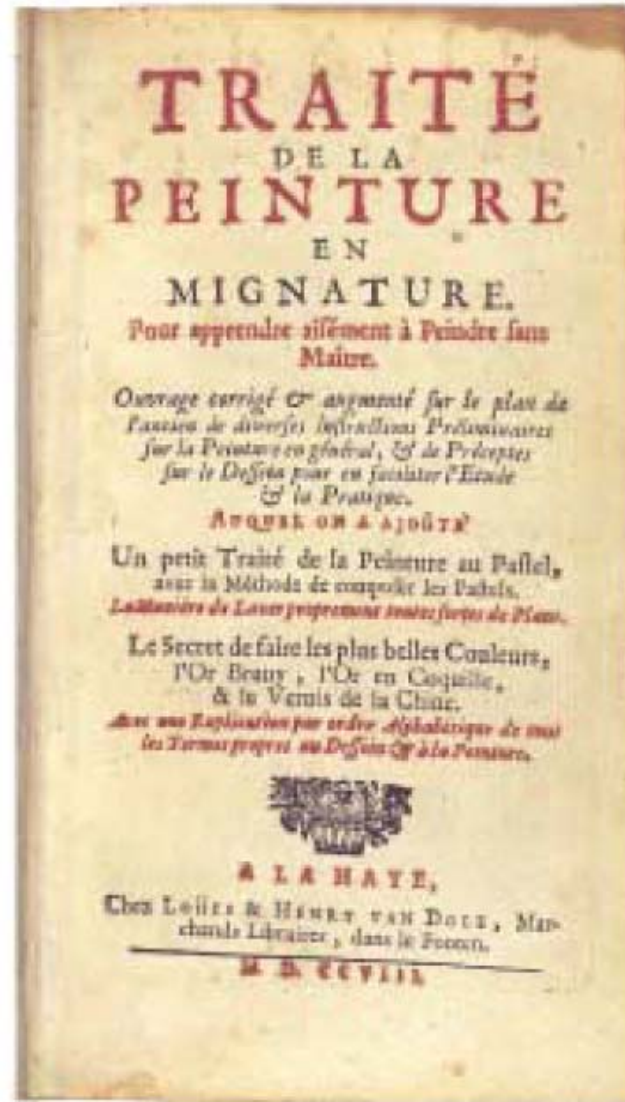 TRAITÉ
DE LA
PEINTURE
EN
MIGNATURE.
Pour apprendre aisément à Peindre sans
Maître.
Ouvrage corrigé & augmenté sur le plan de
l'ancien de diverses Instructions Préliminaires
sur la Peinture en général, & de Préceptes
sur le Dessein pour en faciliter l'Etude
& la Pratique.
AUQUEL ON A AJOÛTÉ
Un petit Traité de la Peinture au Pastel,
avec la Méthode de composer les Pastels.
La Maniére de Laver proprement toutes sortes de Plans.
Le Secret de faire les plus belles Couleurs,
l'Or Bruny, l'Or en Coquille,
& le Vernis de la Chine.
Avec une Explication par ordre Alphabétique de tous
les Termes propres au Dessein & à la Peinture.
A LA HAYE,
Chez LOÜIS & HENRY VAN DOLE, Mar-
chands Libraires, dans le Pooten.
M. D. CCVIII.